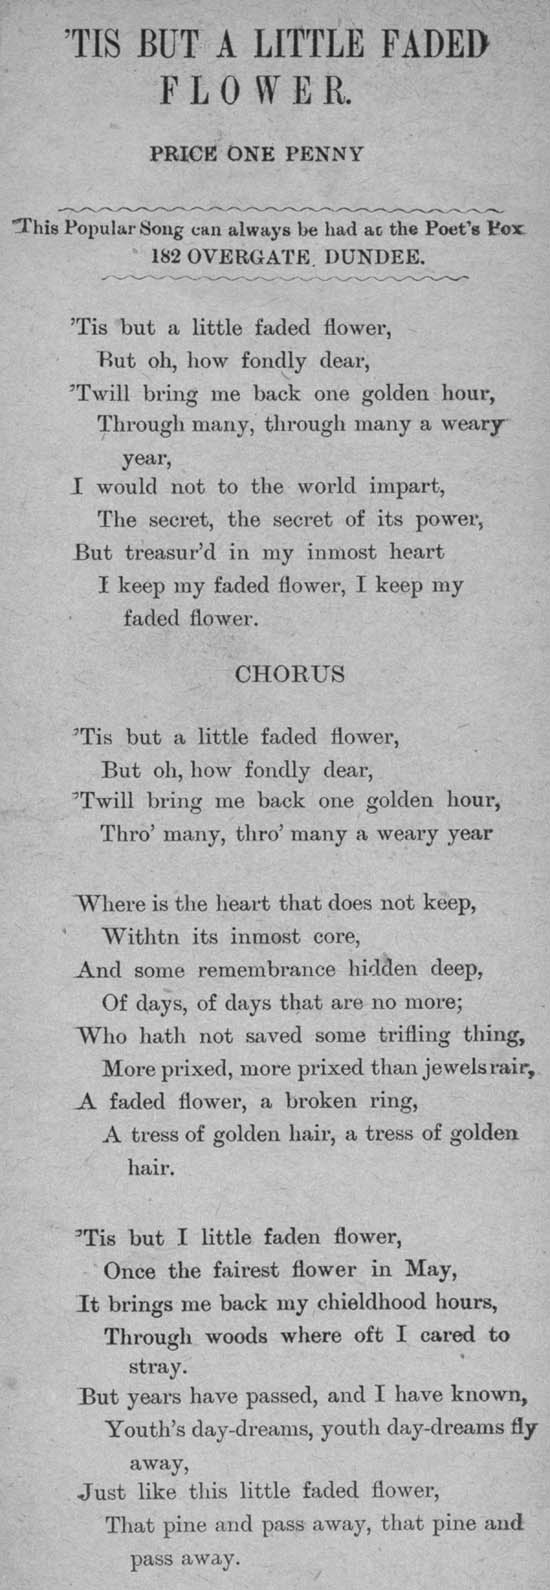 'TIS BUT A LITTLE FADED
FLOWER.
PRICE ONE PENNY
This Popular Song can always be had at the Poet's Box
182 OVERGATE. DUNDEE.
'Tis but a little faded flower,
But oh, how fondly dear,
'Twill bring me back one golden hour,
Through many, through many a weary
year,
I would not to the world impart,
The secret, the secret of its power,
But treasur'd in my inmost heart
I keep my faded flower, I keep my
faded flower.
CHORUS
'Tis but a little faded flower,
But oh, how fondly dear,
'Twill bring me back one golden hour,
Thro' many, thro' many a weary year
Where is the heart that does not keep,
Withtn its inmost core,
And some remembrance hidden deep,
Of days, of days that are no more;
Who hath not saved some trifling thing,
More prixed, more prixed than jewels rair,
A faded flower, a broken ring,
A tress of golden hair, a tress of golden
hair.
'Tis but I little faden flower,
Once the fairest flower in May,
It brings me back my chieldhood hours,
Through woods where oft I cared to
stray.
But years have passed, and I have known,
Youth's day-dreams, youth day-dreams fly
away,
Just like this little faded flower,
That pine and pass away, that pine and
pass away.